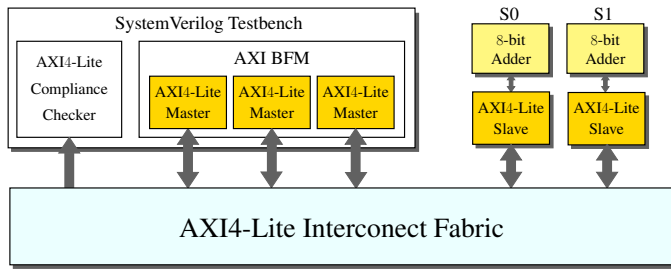 SystemVerilog Testbench
AXI4-Lite
Compliance
Checker
AXI BFM
AXI4-Lite
Master
AXI4-Lite
Master
AXI4-Lite
Master
S0
8-bit
Adder
AXI4-Lite
Slave
S1
8-bit
Adder
AXI4-Lite
Slave
AXI4-Lite Interconect Fabric